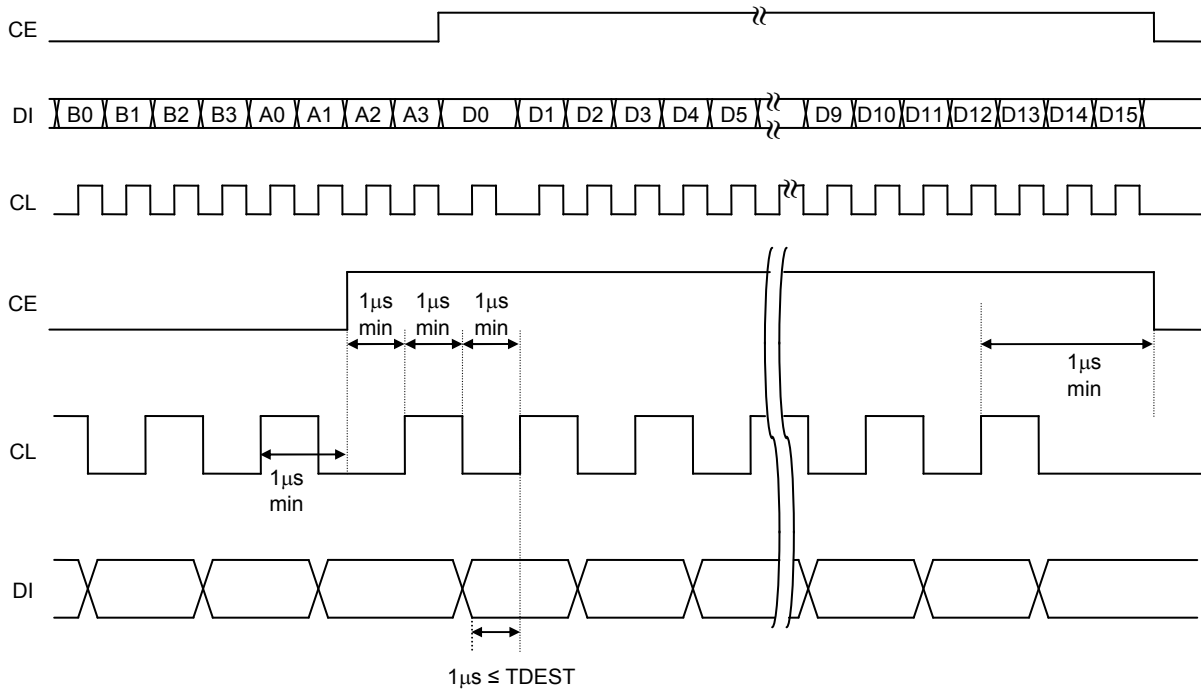 CE
DI B0 B1 B2 B3 A0 A1 A2 A3 D0 D1 D2 D3 D4 D5 D9 D10 D11 D12 D13 D14 D15
CL
CE
1μs
min
1μs
min
1μs
min
1μs
min
CL
1μs
min
DI
1μs ≤ TDEST